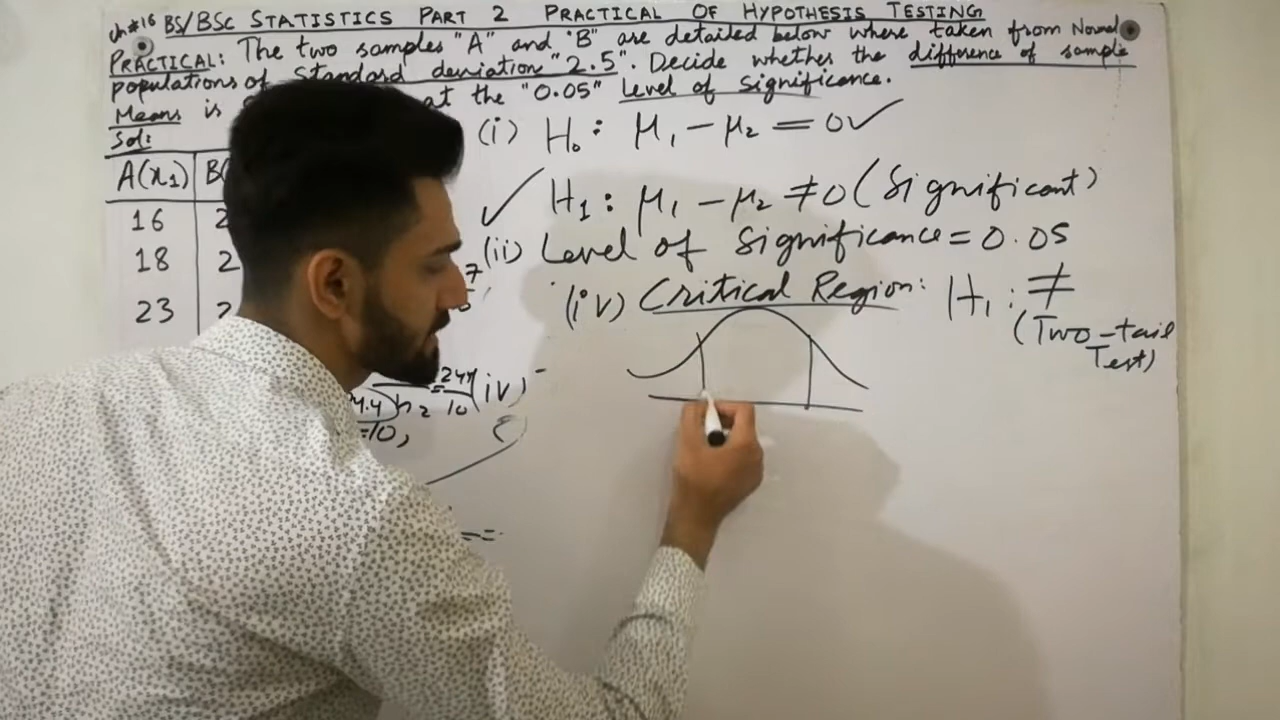 ch#16 BS/BSc STATISTICS PART 2 PRACTICAL OF HYPOTHESIS TESTING
PRACTICAL: The two samples "A" and "B" are detailed below where taken from Normal
populations of standard deviation "2.5". Decide whether the difference of sample
Means is at the "0.05" level of significance.
Sol:
(i) H₀: μ₁ - μ₂ = 0 ✓
A(x₁) B(
✓ H₁: μ₁ - μ₂ ≠ 0 (Significant)
16 2
(ii) Level of Significance = 0.05
18 2
7
(iv) Critical Region: H₁: ≠
23 2
(Two-tail
Test)
4.4 n₂ 10 (iv)
=10,
==